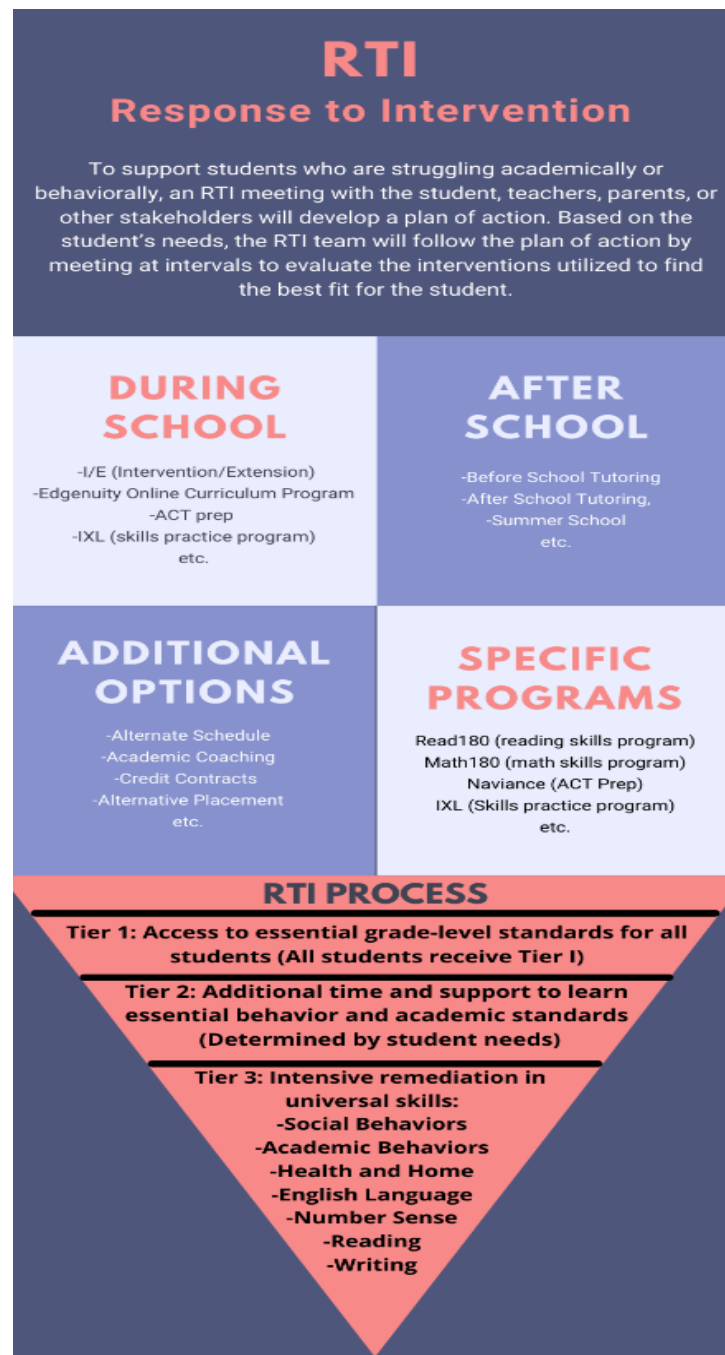 RTI
Response to Intervention
To support students who are struggling academically or
behaviorally, an RTI meeting with the student, teachers, parents, or
other stakeholders will develop a plan of action. Based on the
student's needs, the RTI team will follow the plan of action by
meeting at intervals to evaluate the interventions utilized to find
the best fit for the student.
DURING
SCHOOL
-I/E (Intervention/Extension)
-Edgenuity Online Curriculum Program
-ACT prep
-IXL (skills practice program)
etc.
AFTER
SCHOOL
-Before School Tutoring
-After School Tutoring,
-Summer School
etc.
ADDITIONAL
OPTIONS
-Alternate Schedule
-Academic Coaching
-Credit Contracts
-Alternative Placement
etc.
SPECIFIC
PROGRAMS
Read180 (reading skills program)
Math180 (math skills program)
Naviance (ACT Prep)
IXL (Skills practice program)
etc.
RTI PROCESS
Tier 1: Access to essential grade-level standards for all
students (All students receive Tier I)
Tier 2: Additional time and support to learn
essential behavior and academic standards
(Determined by student needs)
Tier 3: Intensive remediation in
universal skills:
-Social Behaviors
-Academic Behaviors
-Health and Home
-English Language
-Number Sense
-Reading
-Writing